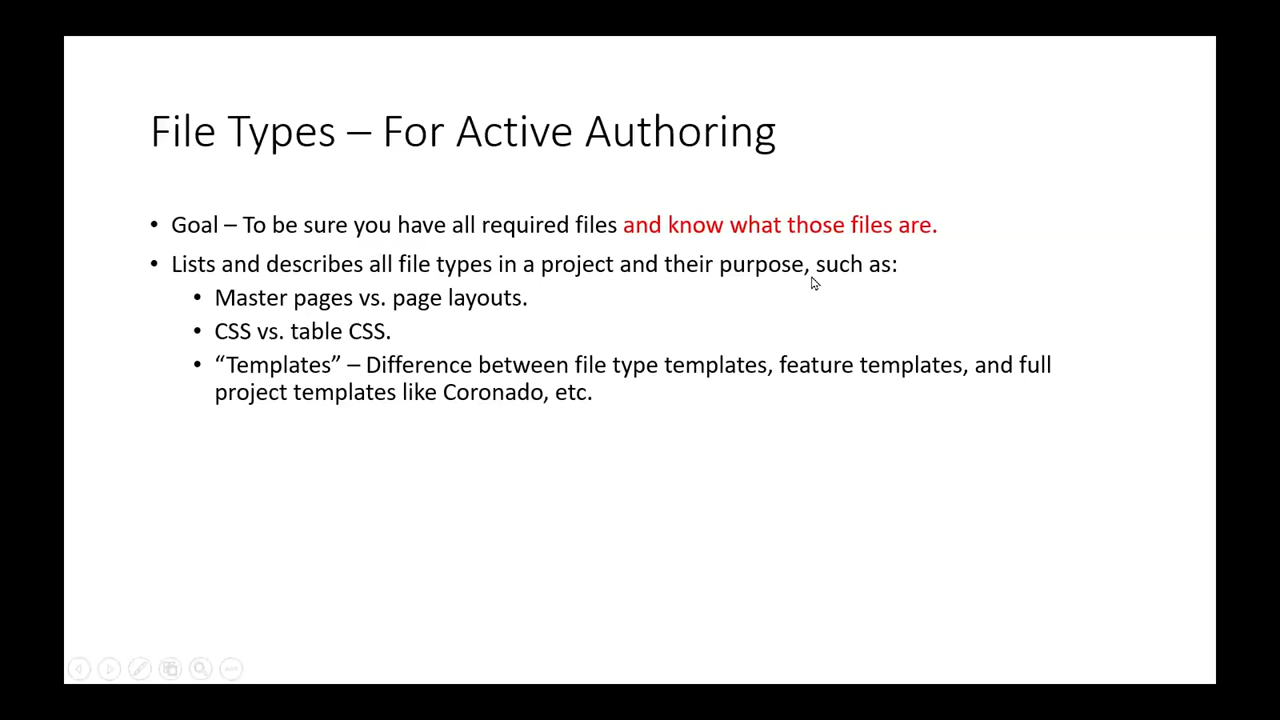 File Types – For Active Authoring
• Goal – To be sure you have all required files and know what those files are.
• Lists and describes all file types in a project and their purpose, such as:
• Master pages vs. page layouts.
• CSS vs. table CSS.
• “Templates” – Difference between file type templates, feature templates, and full
project templates like Coronado, etc.